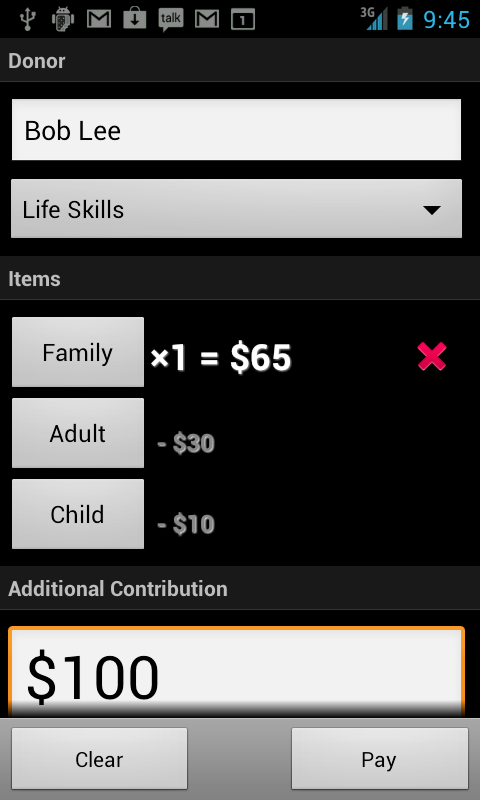 talk
1
3G
9:45
Donor
Bob Lee
Life Skills
Items
Family ×1 = $65
Adult - $30
Child - $10
Additional Contribution
$100
Clear
Pay